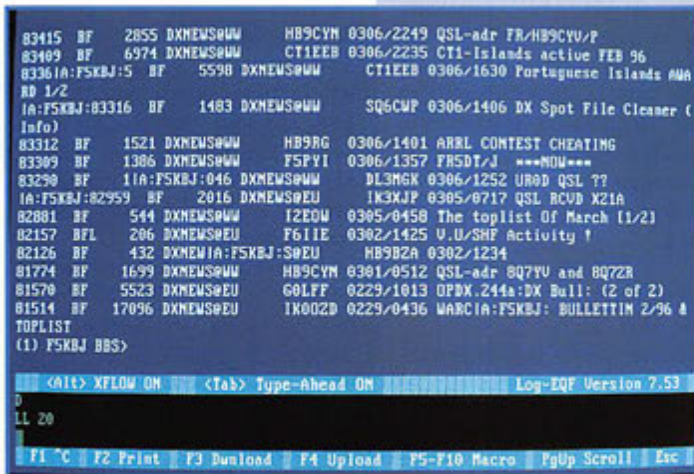 83415 BF 2855 DXNEWS@WW HB9CYN 0306/2249 QSL-adr FR/HB9CYV/P
83409 BF 6974 DXNEWS@WW CT1EEB 0306/2235 CT1-Islands active FEB 96
8336IA:F5KBJ:5 BF 5598 DXNEWS@WW CT1EEB 0306/1630 Portuguese Islands AWA
RD 1/2
IA:F5KBJ:83316 BF 1483 DXNEWS@WW SQ6CWP 0306/1406 DX Spot File Cleaner (
Info)
83312 BF 1521 DXNEWS@WW HB9RG 0306/1401 ARRL CONTEST CHEATING
83309 BF 1386 DXNEWS@WW F5PYI 0306/1357 FR5DT/J ***NOW***
83290 BF 1IA:F5KBJ:046 DXNEWS@WW DL3MGK 0306/1252 UR0D QSL ??
IA:F5KBJ:82959 BF 2016 DXNEWS@EU IK3XJP 0305/0717 QSL RCVD X21A
82881 BF 544 DXNEWS@WW I2EOW 0305/0458 The toplist Of March [1/2]
82157 BFL 206 DXNEWS@EU F6IIE 0302/1425 V.U/SHF Activity !
82126 BF 432 DXNEWIA:F5KBJ:S@EU HB9BZA 0302/1234
81774 BF 1699 DXNEWS@WW HB9CYN 0301/0512 QSL-adr 8Q7YV and 8Q7ZR
81570 BF 5523 DXNEWS@EU G0LFF 0229/1013 OPDX.244a:DX Bull: (2 of 2)
81514 BF 17096 DXNEWS@EU IK0OZD 0229/0436 WARCIA:F5KBJ: BULLETTIN 2/96 &
TOPLIST
(1) F5KBJ BBS>
<Alt> XFLOW ON <Tab> Type-Ahead ON Log-EQF Version 7.53
D
LL 20
F1 ^C F2 Print F3 Dwnload F4 Upload F5-F10 Macro PgUp Scroll Esc